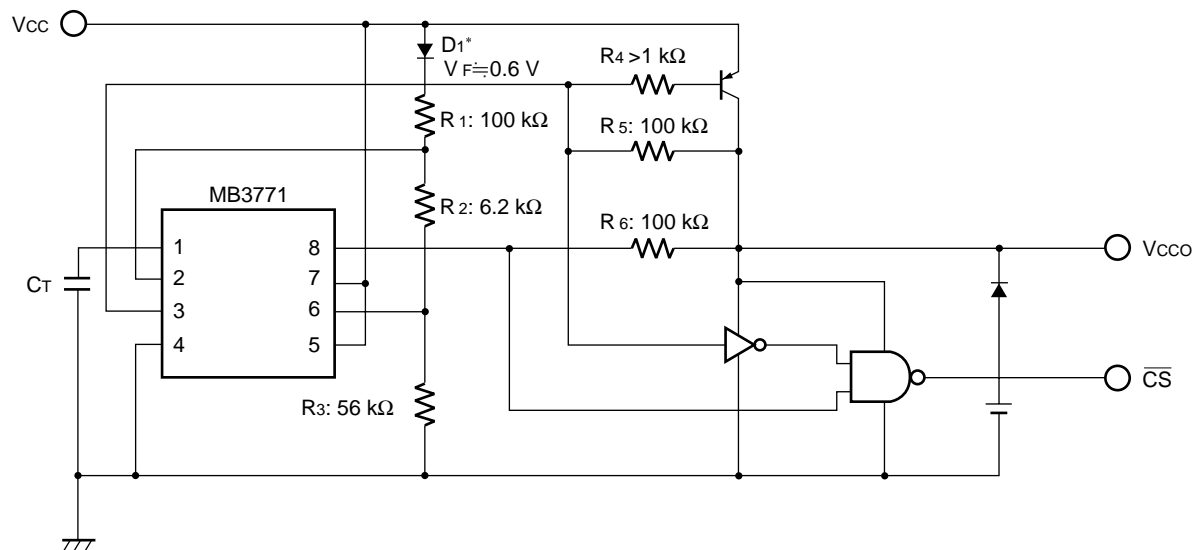 VCC
D1*
VF≒0.6 V
R4 >1 kΩ
R1: 100 kΩ
R5: 100 kΩ
MB3771
R2: 6.2 kΩ
R6: 100 kΩ
1
8
VCCO
CT
2
7
3
6
4
5
CS
R3: 56 kΩ